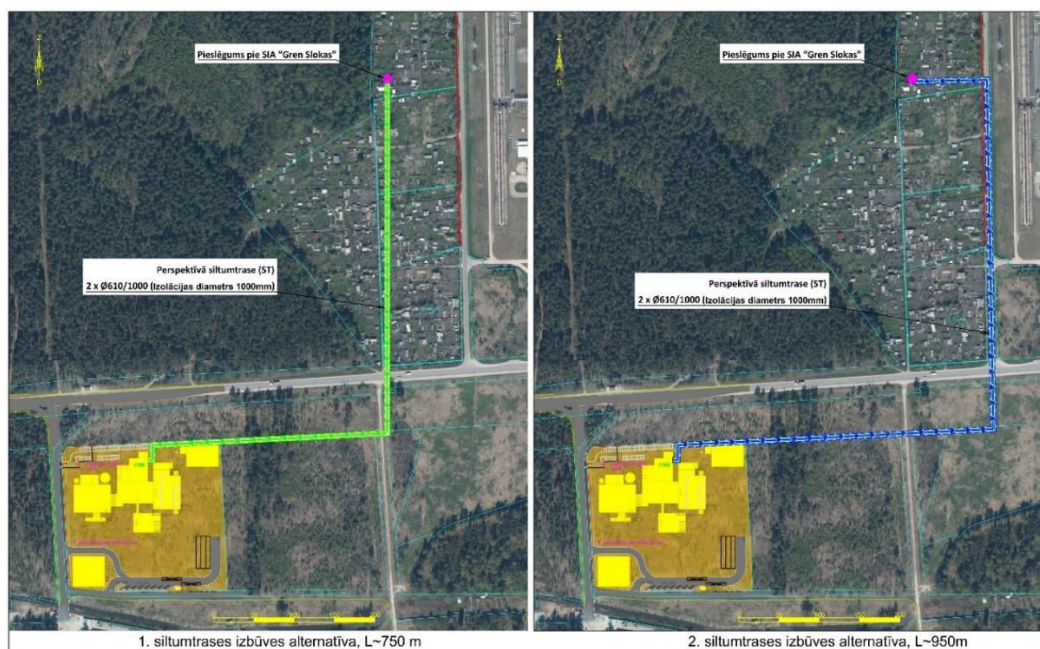 Z
Pieslēgums pie SIA "Gren Slokas"
D
Perspektīvā siltumtrase (ST)
2 x Ø610/1000 (Izolācijas diametrs 1000mm)
1. siltumtrases izbūves alternatīva, L~750 m
Z
Pieslēgums pie SIA "Gren Slokas"
D
Perspektīvā siltumtrase (ST)
2 x Ø610/1000 (Izolācijas diametrs 1000mm)
2. siltumtrases izbūves alternatīva, L~950m